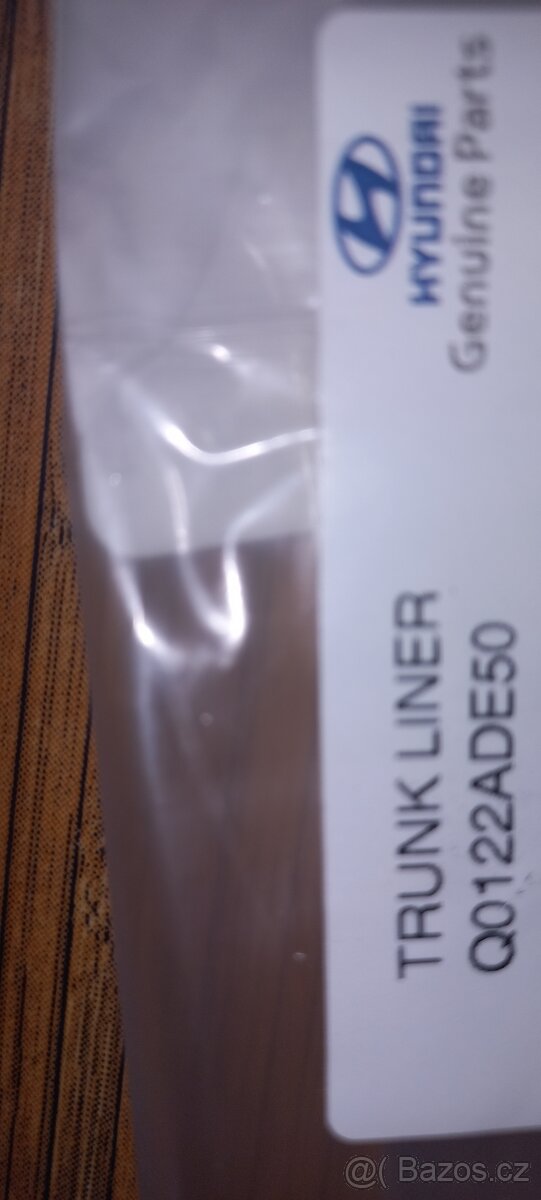 HYUNDAI
Genuine Parts
TRUNK LINER
Q0122ADE50
@( Bazos.cz